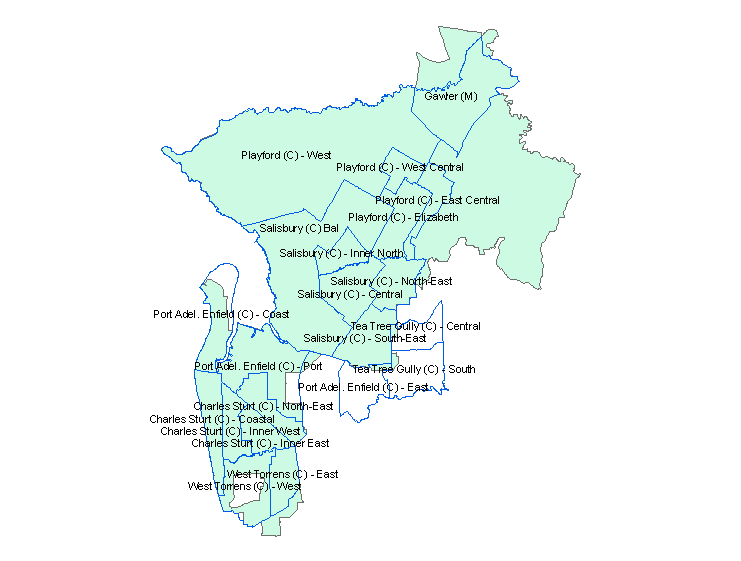 Gawler (M)
Playford (C) - West
Playford (C) - West Central
Playford (C) - East Central
Playford (C) - Elizabeth
Salisbury (C) Bal
Salisbury (C) - Inner North
Salisbury (C) - North-East
Salisbury (C) - Central
Port Adel. Enfield (C) - Coast
Tea Tree Gully (C) - Central
Salisbury (C) - South-East
Port Adel. Enfield (C) - Port
Tea Tree Gully (C) - South
Port Adel. Enfield (C) - East
Charles Sturt (C) - North-East
Charles Sturt (C) - Coastal
Charles Sturt (C) - Inner West
Charles Sturt (C) - Inner East
West Torrens (C) - East
West Torrens (C) - West